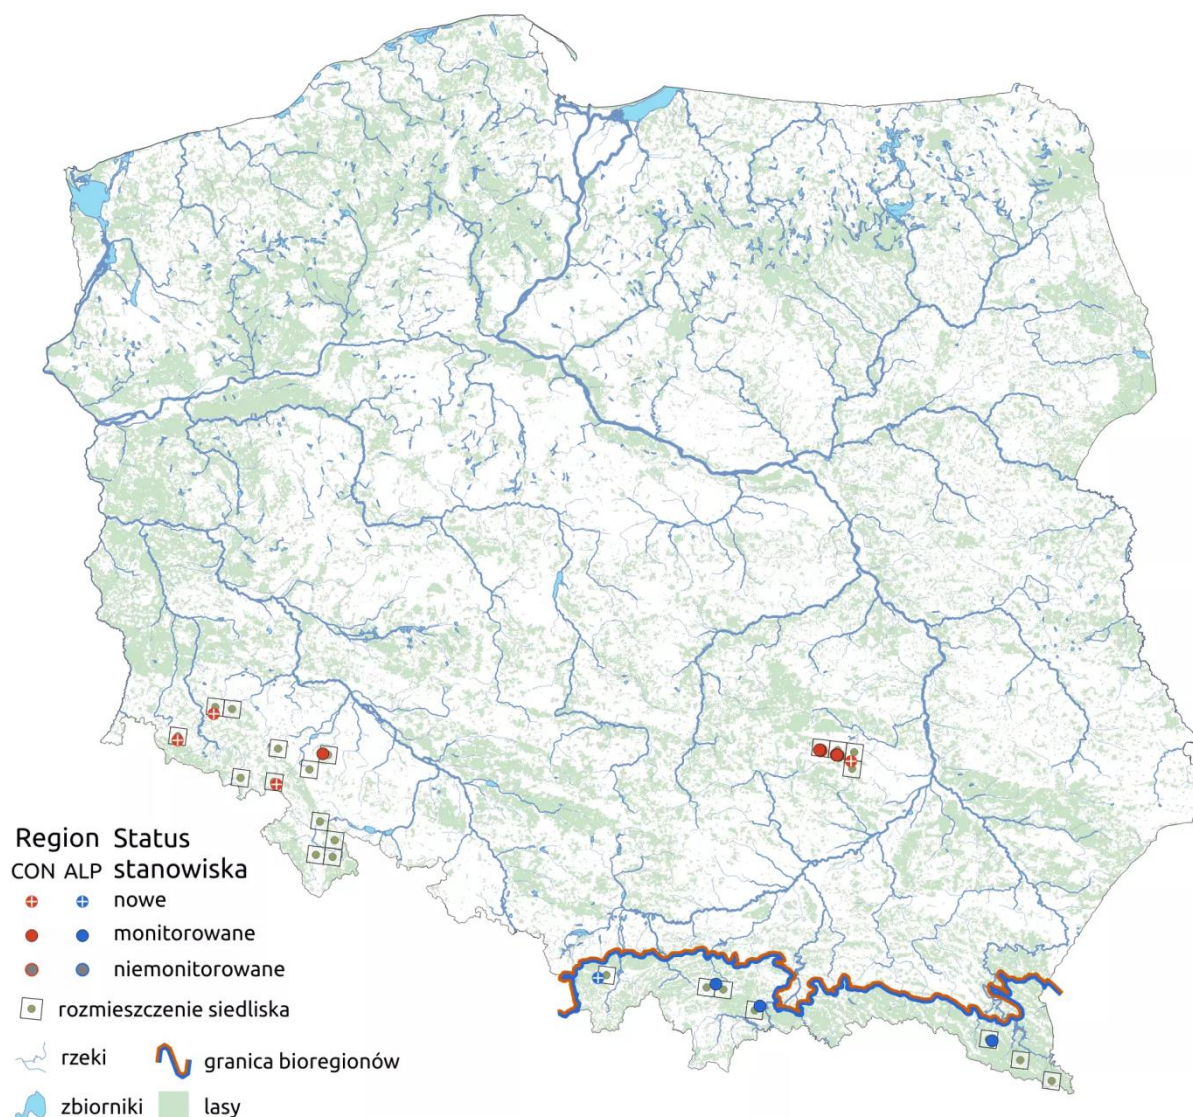 Region Status
CON ALP stanowiska
nowe
monitorowane
niemonitorowane
rozmieszczenie siedliska
rzeki granica bioregionów
zbiorniki lasy